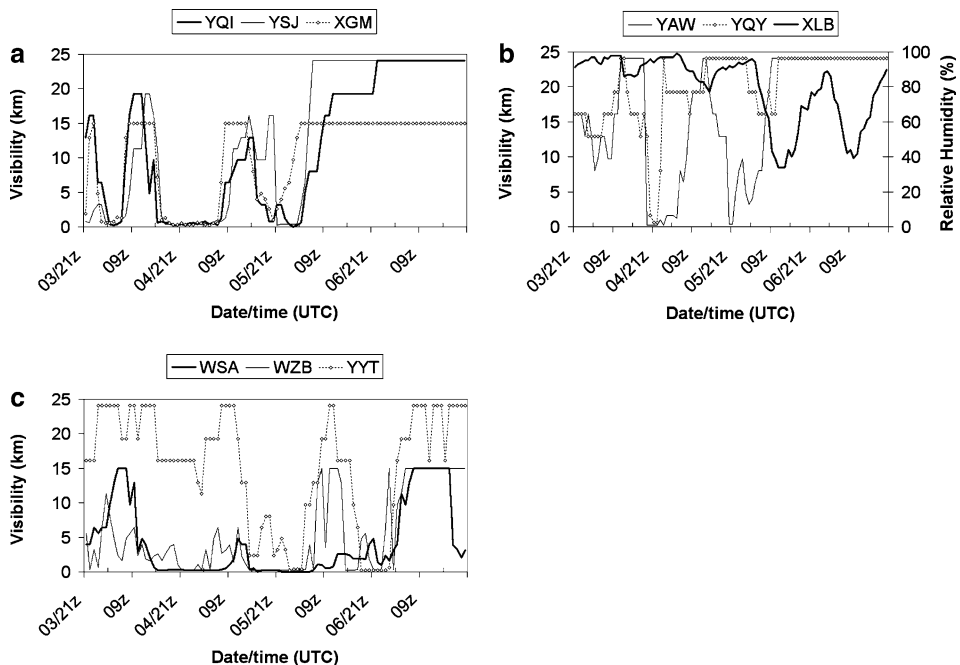 YQI YSJ XGM
a
Visibility (km)
25
20
15
10
5
0
03/21z 09z 04/21z 09z 05/21z 09z 06/21z 09z
Date/time (UTC)
YAW YQY XLB
b
Visibility (km)
25
20
15
10
5
0
100
80
60
40
20
0
Relative Humidity (%)
03/21z 09z 04/21z 09z 05/21z 09z 06/21z 09z
Date/time (UTC)
WSA WZB YYT
c
Visibility (km)
25
20
15
10
5
0
03/21z 09z 04/21z 09z 05/21z 09z 06/21z 09z
Date/time (UTC)